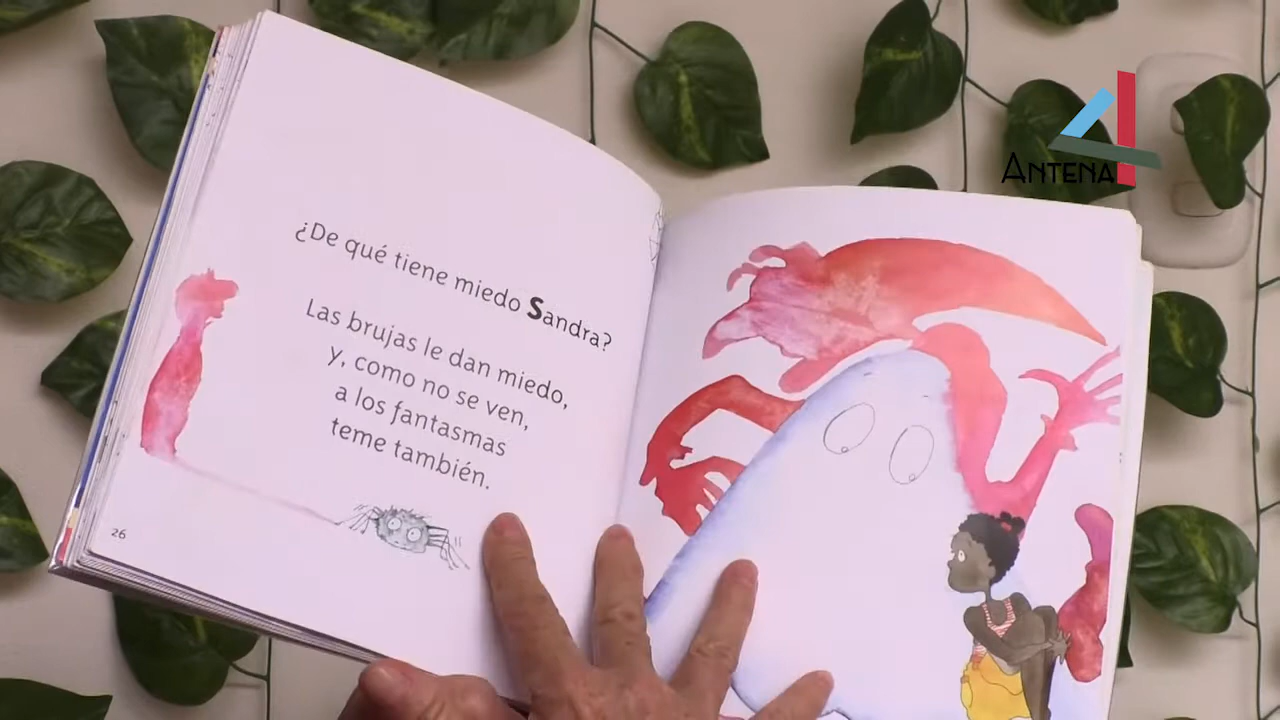 ¿De qué tiene miedo Sandra?
Las brujas le dan miedo,
y, como no se ven,
a los fantasmas
teme también.
26
ANTENA